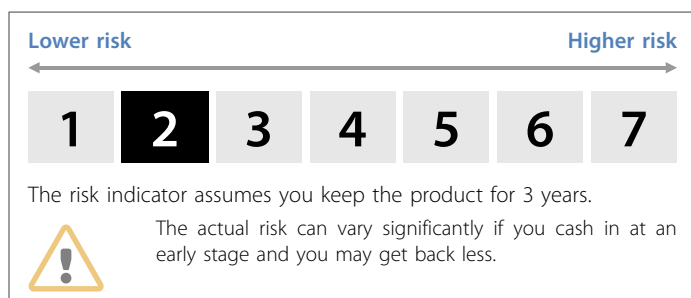 Lower risk Higher risk
1 2 3 4 5 6 7
The risk indicator assumes you keep the product for 3 years.
The actual risk can vary significantly if you cash in at an
early stage and you may get back less.